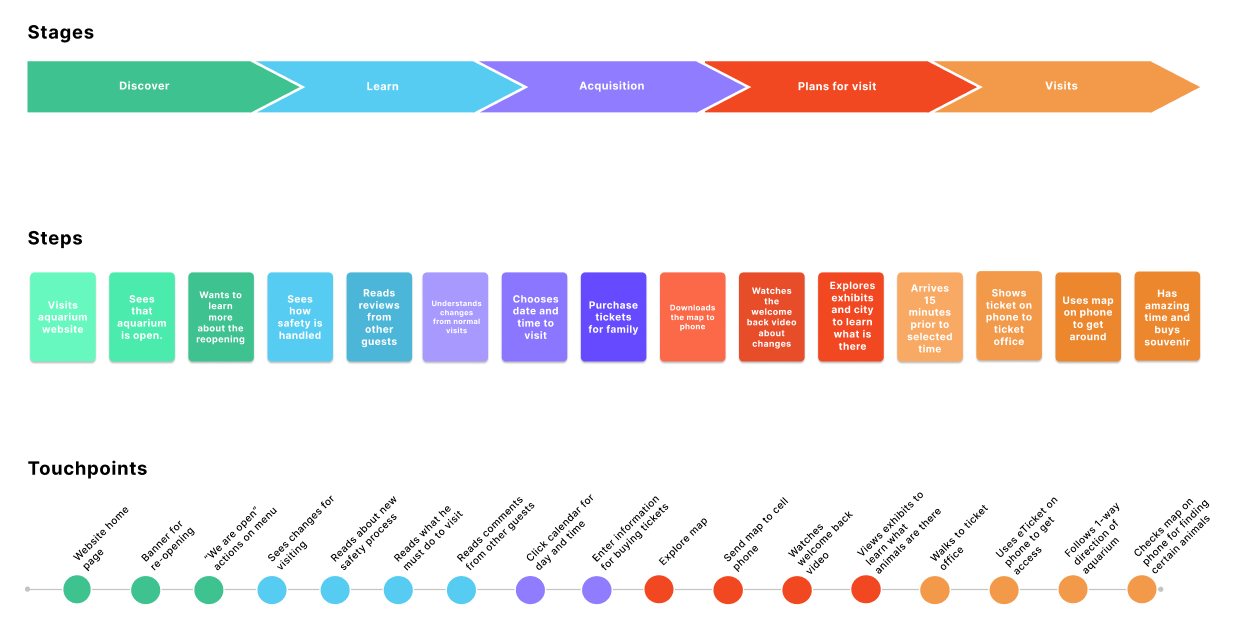 Stages
Discover
Learn
Acquisition
Plans for visit
Visits
Steps
Visits
aquarium
website
Sees
that
aquarium
is open.
Wants to
learn
more
about the
reopening
Sees
how
safety is
handled
Reads
reviews
from
other
guests
Understands
changes
from normal
visits
Chooses
date and
time to
visit
Purchase
tickets
for family
Downloads
the map to
phone
Watches
the
welcome
back video
about
changes
Explores
exhibits
and city
to learn
what is
there
Arrives
15
minutes
prior to
selected
time
Shows
ticket on
phone to
ticket
office
Uses map
on phone
to get
around
Has
amazing
time and
buys
souvenir
Touchpoints
Website home
page
Banner for
re-opening
"We are open"
actions on menu
Sees changes for
visiting
Reads about new
safety process
Reads what he
must do to visit
Reads comments
from other guests
Click calendar for
day and time
Enter information
for buying tickets
Explore map
Send map to cell
phone
Watches
welcome back
video
Views exhibits to
learn what
animals are there
Walks to ticket
office
Uses eTicket on
phone to get
access
Follows 1-way
direction of
aquarium
Checks map on
phone for finding
certain animals